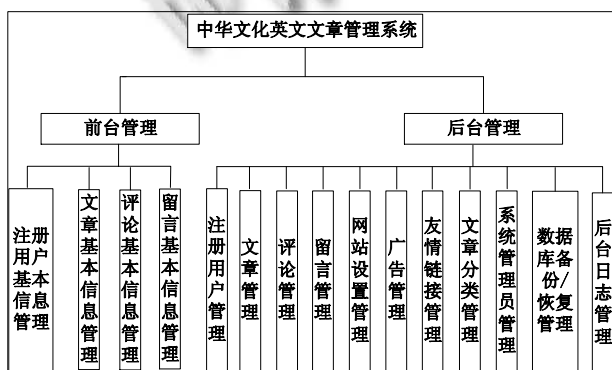 中华文化英文文章管理系统
前台管理
后台管理
注册用户基本信息管理
文章基本信息管理
评论基本信息管理
留言基本信息管理
注册用户管理
文章管理
评论管理
留言管理
网站设置管理
广告管理
友情链接管理
文章分类管理
系统管理员管理
数据库备份/恢复管理
后台日志管理